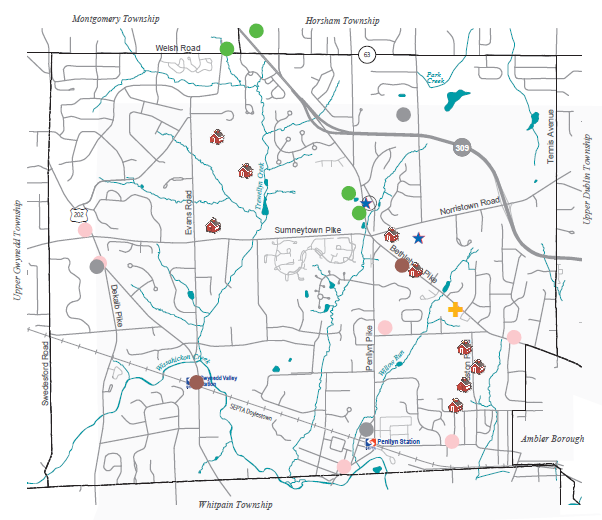 Montgomery Township
Horsham Township
Welsh Road
63
Park
Creek
309
Tennis Avenue
Upper Dublin Township
Trewellyn Creek
Evans Road
Norristown Road
202
Upper Gwynedd Township
Sumneytown Pike
Bethlehem Pike
Dekalb Pike
Penllyn Pike
Swedesford Road
Wissahickon Creek
Willow Run
Gwynedd Valley
Station
SEPTA Doylestown
Penllyn Station
Ambler Borough
Whitpain Township